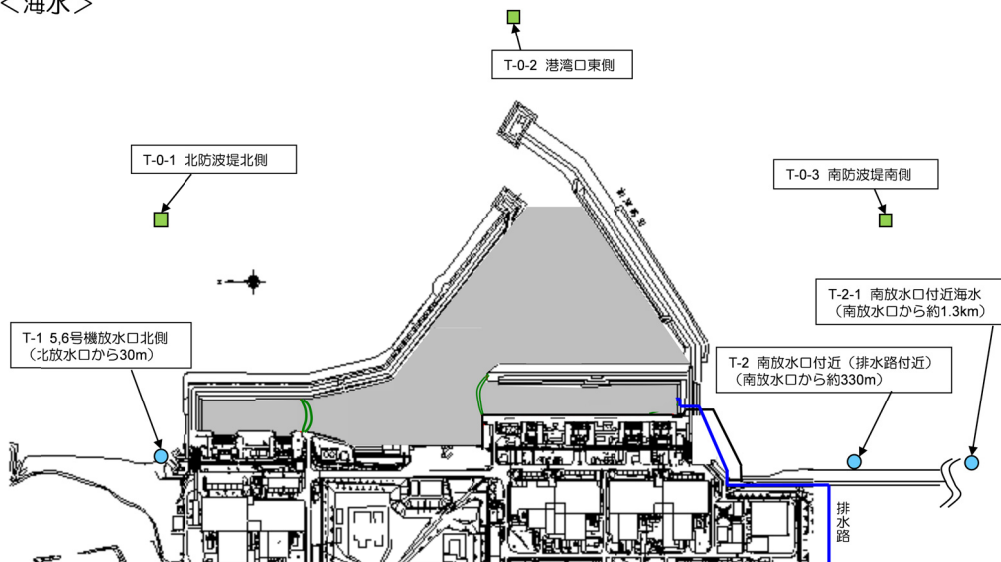 ＜海水＞
T-0-2 港湾口東側
T-0-1 北防波堤北側
T-0-3 南防波堤南側
T-2-1 南放水口付近海水
（南放水口から約1.3km）
T-1 5,6号機放水口北側
（北放水口から30m）
T-2 南放水口付近（排水路付近）
（南放水口から約330m）
排水路